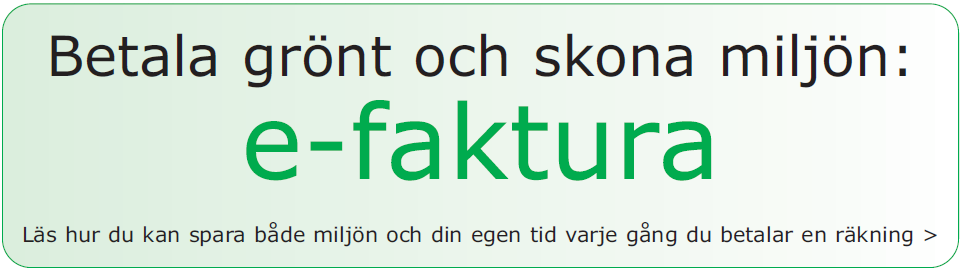 Betala grönt och skona miljön:
e-faktura
Läs hur du kan spara både miljön och din egen tid varje gång du betalar en räkning >